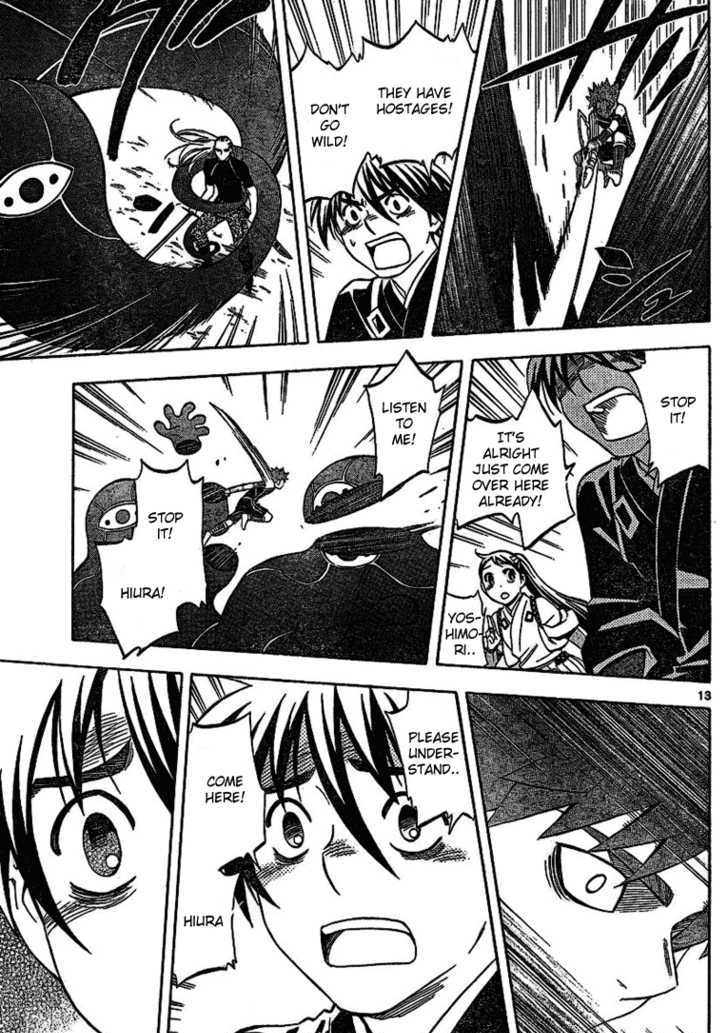 THEY HAVE
HOSTAGES!
DON'T
GO
WILD!
STOP
IT!
IT'S
ALRIGHT
JUST COME
OVER HERE
ALREADY!
YOS-
HIMO-
RI..
LISTEN
TO
ME!
STOP
IT!
HIURA!
13
PLEASE
UNDER-
STAND..
COME
HERE!
HIURA